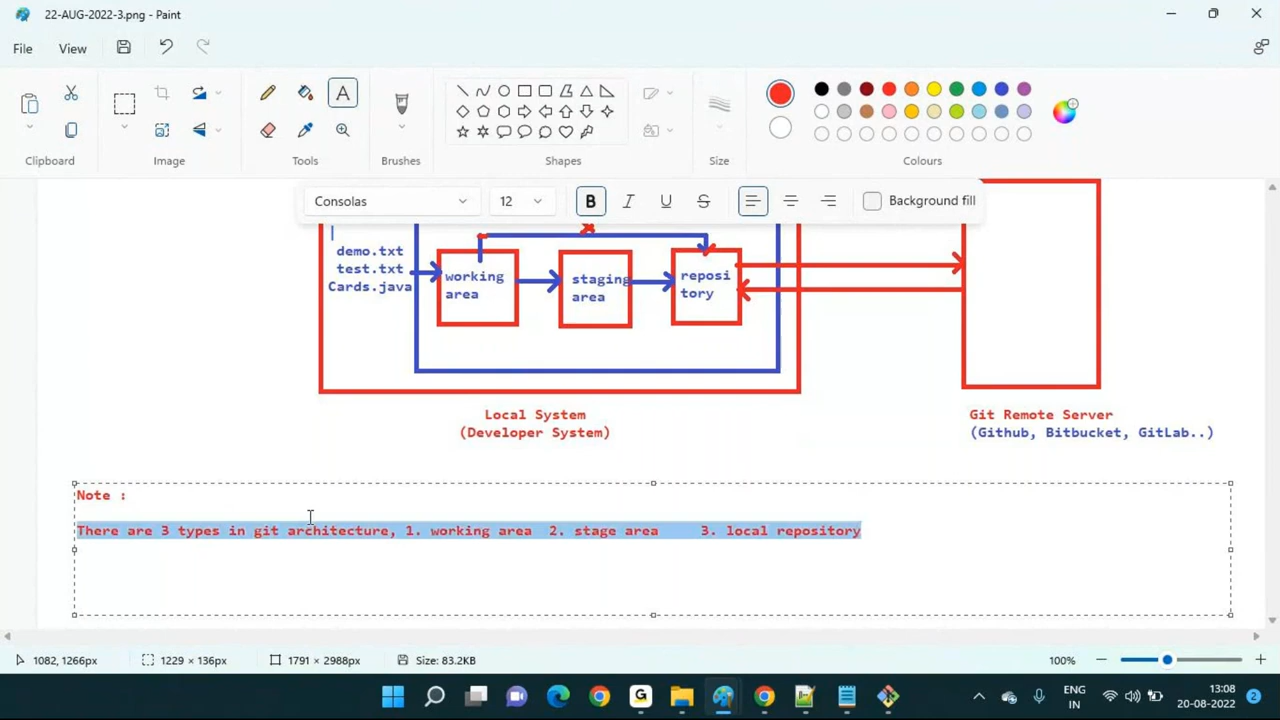 22-AUG-2022-3.png - Paint
File View
Clipboard Image Tools Brushes Shapes Size Colours
Consolas 12 B I U S Background fill
demo.txt
test.txt
Cards.java
working
area
staging
area
reposi
tory
Local System
(Developer System)
Git Remote Server
(Github, Bitbucket, GitLab..)
Note :
There are 3 types in git architecture, 1. working area 2. stage area 3. local repository
1082, 1266px 1229 × 136px 1791 × 2988px Size: 83.2KB 100%
ENG
IN
13:08
20-08-2022
2